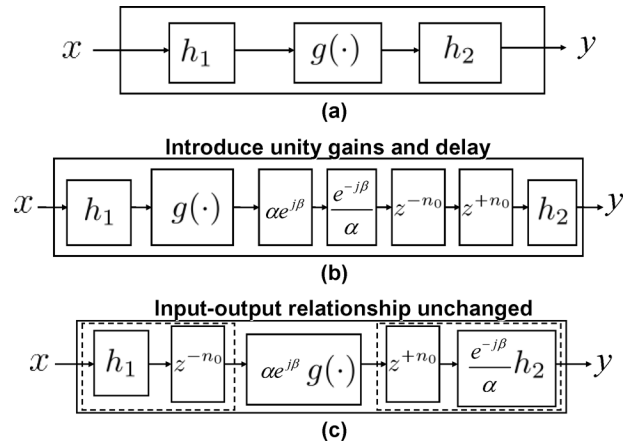 x h₁ g(·) h₂ y
(a)
Introduce unity gains and delay
x h₁ g(·) αe^{jβ} e^{-jβ}/α z^{-n₀} z^{+n₀} h₂ y
(b)
Input-output relationship unchanged
x h₁ z^{-n₀} αe^{jβ} g(·) z^{+n₀} e^{-jβ}/α h₂ y
(c)